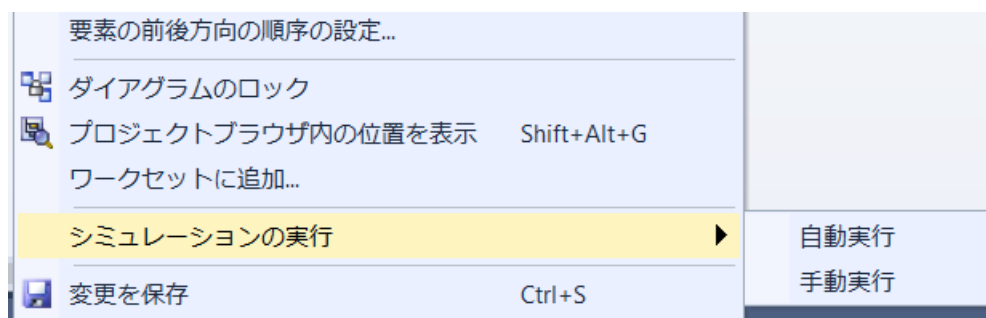 要素の前後方向の順序の設定...
ダイアグラムのロック
プロジェクトブラウザ内の位置を表示 Shift+Alt+G
ワークセットに追加...
シミュレーションの実行
自動実行
手動実行
変更を保存 Ctrl+S